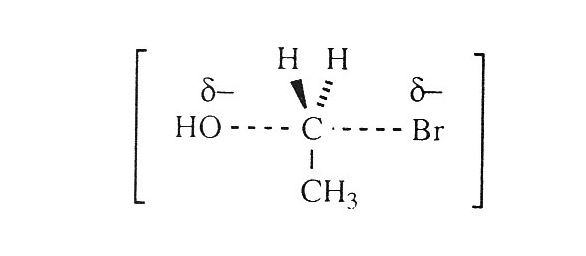 H H
δ– δ–
HO C Br
CH₃